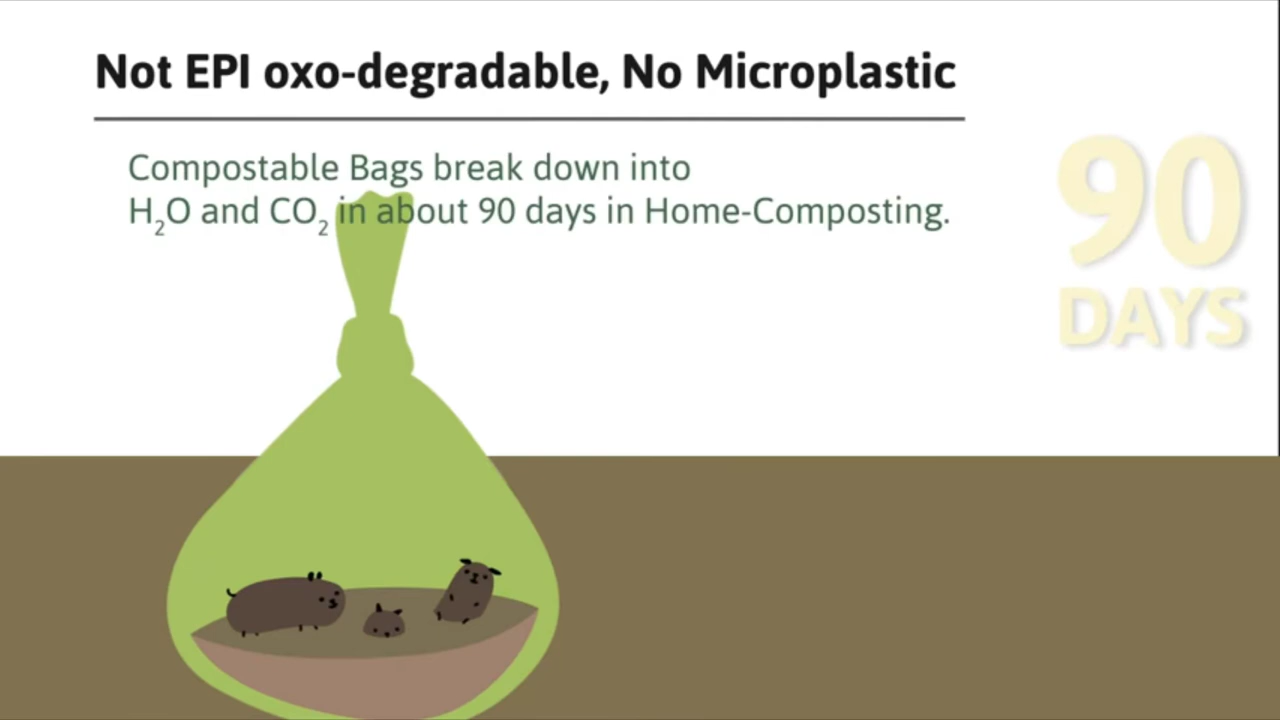 Not EPI oxo-degradable, No Microplastic
Compostable Bags break down into
H₂O and CO₂ in about 90 days in Home-Composting.
90
DAYS